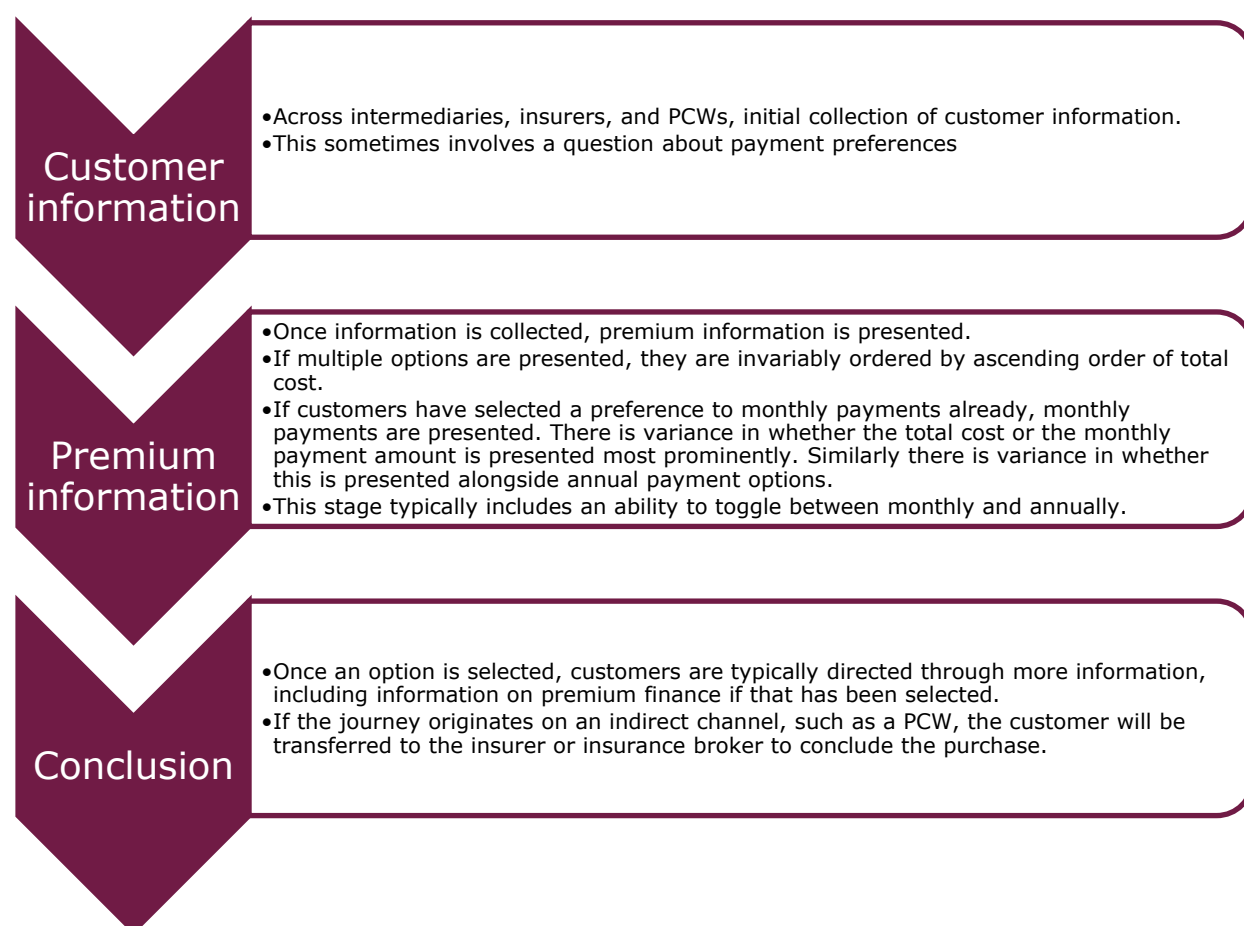 Customer
information
•Across intermediaries, insurers, and PCWs, initial collection of customer information.
•This sometimes involves a question about payment preferences
Premium
information
•Once information is collected, premium information is presented.
•If multiple options are presented, they are invariably ordered by ascending order of total
cost.
•If customers have selected a preference to monthly payments already, monthly
payments are presented. There is variance in whether the total cost or the monthly
payment amount is presented most prominently. Similarly there is variance in whether
this is presented alongside annual payment options.
•This stage typically includes an ability to toggle between monthly and annually.
Conclusion
•Once an option is selected, customers are typically directed through more information,
including information on premium finance if that has been selected.
•If the journey originates on an indirect channel, such as a PCW, the customer will be
transferred to the insurer or insurance broker to conclude the purchase.